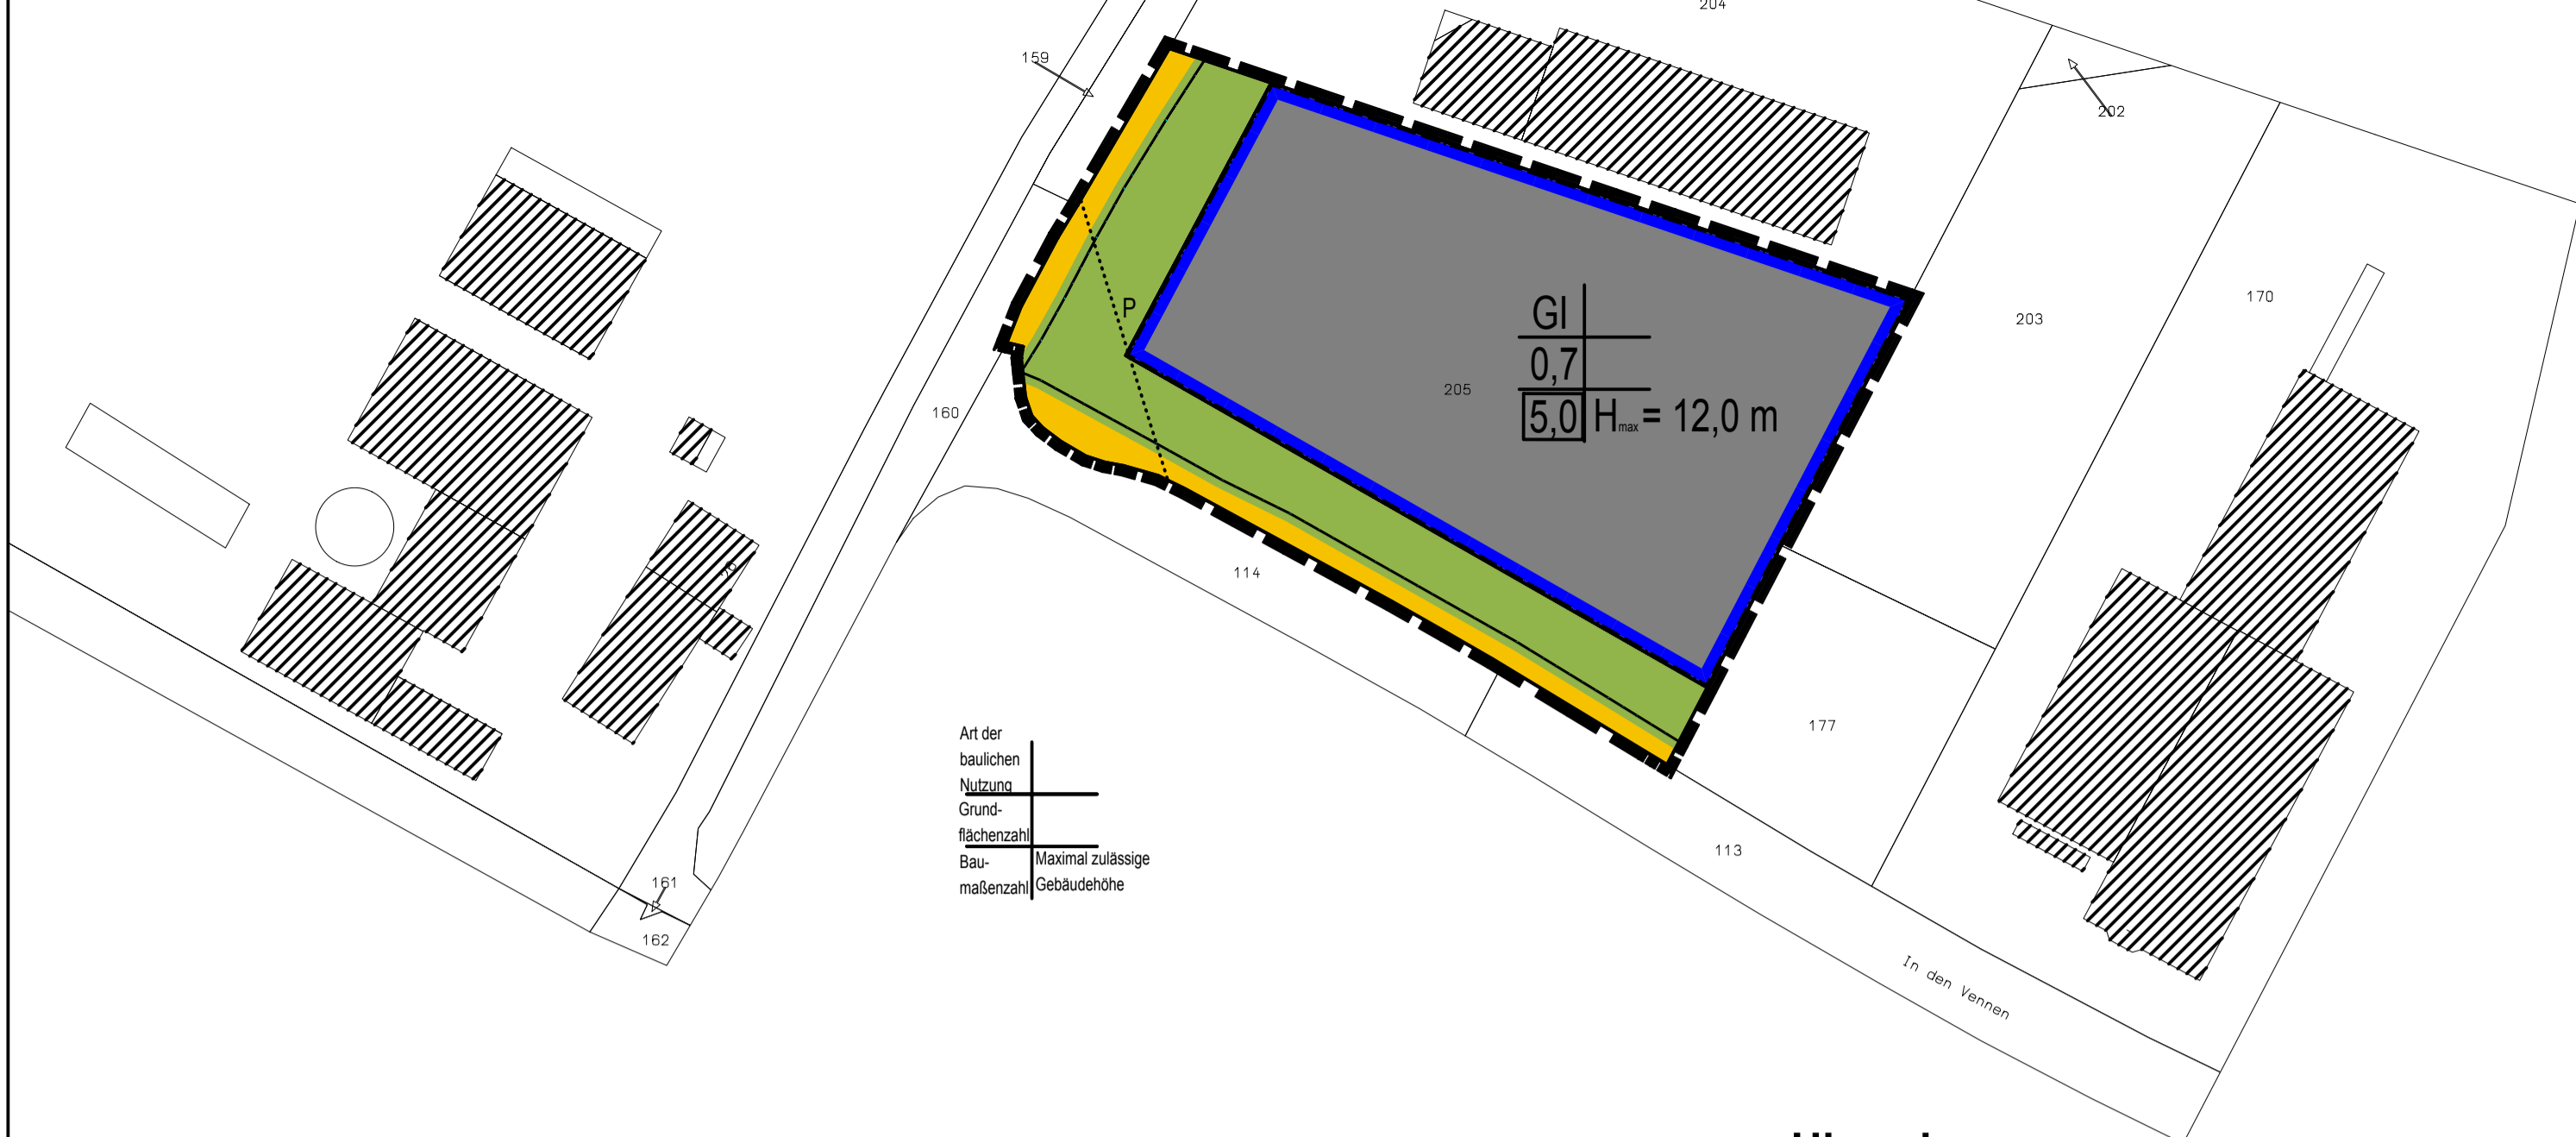 204
159
202
170
P
GI
203
0,7
205
5,0 Hmax = 12,0 m
160
114
177
Art der
baulichen
Nutzung
Grund-
flächenzahl
Bau-
maßenzahl
Maximal zulässige
Gebäudehöhe
113
161
162
In den Vennen